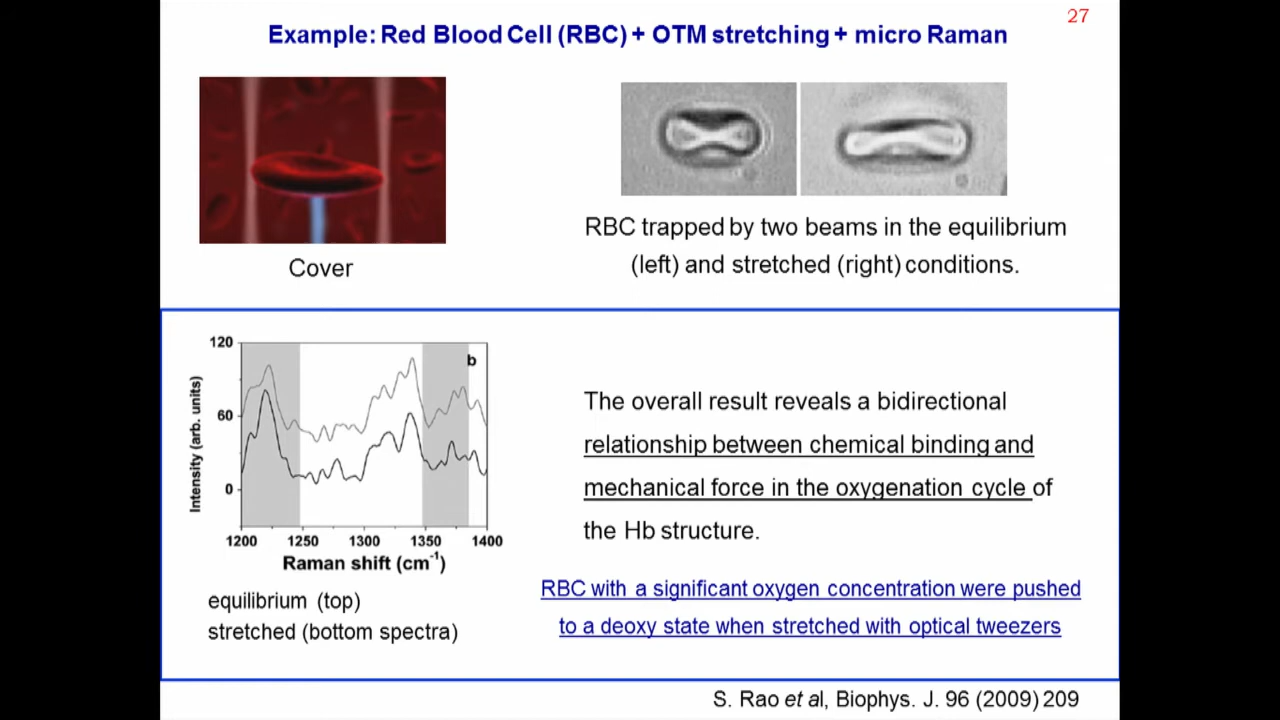 27
Example: Red Blood Cell (RBC) + OTM stretching + micro Raman
Cover
RBC trapped by two beams in the equilibrium
(left) and stretched (right) conditions.
120
60
0
b
Intensity (arb. units)
1200 1250 1300 1350 1400
Raman shift (cm⁻¹)
equilibrium (top)
stretched (bottom spectra)
The overall result reveals a bidirectional
relationship between chemical binding and
mechanical force in the oxygenation cycle of
the Hb structure.
RBC with a significant oxygen concentration were pushed
to a deoxy state when stretched with optical tweezers
S. Rao et al, Biophys. J. 96 (2009) 209